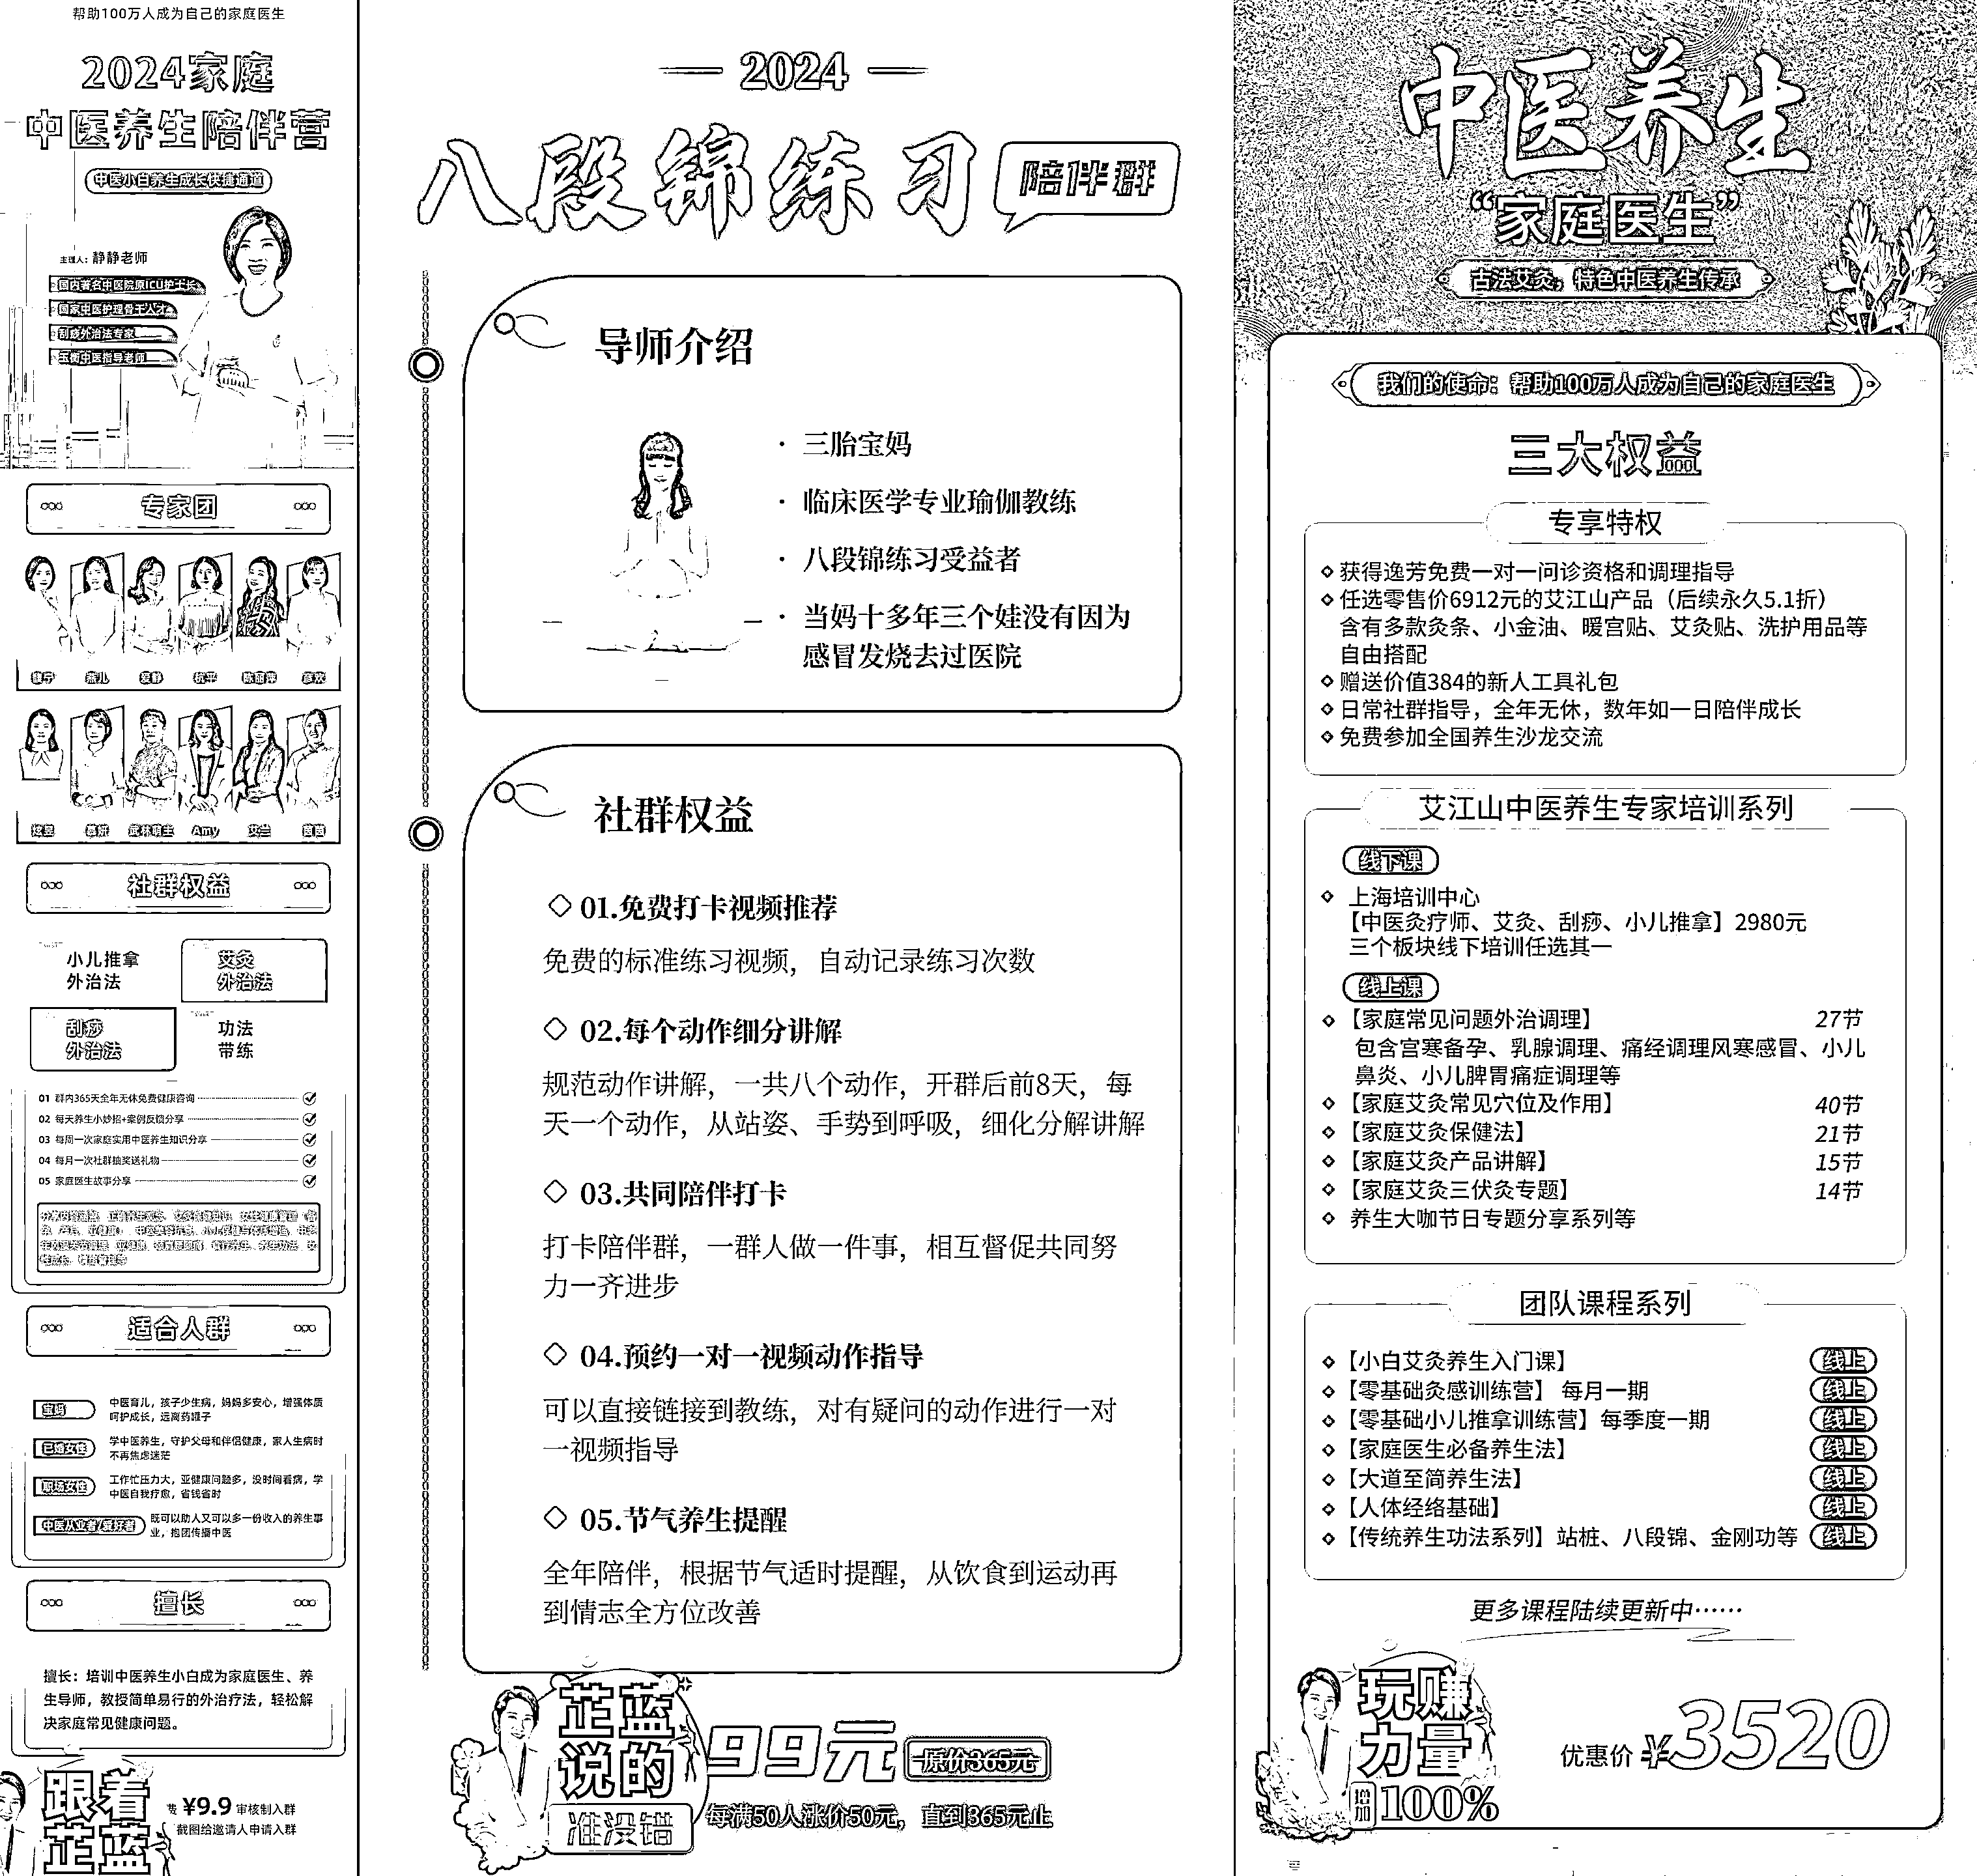 帮助100万人成为自己的家庭医生
2024家庭
中医养生陪伴营
中医小白养生成长快捷通道
主理人：静静老师
国内著名中医院原ICU护士长
国家中医护理骨干人才
刮痧外治法专家
玉衡中医指导老师
专家团
燕儿
杭平
Amy
艾兰
社群权益
小儿推拿
外治法
艾灸
外治法
刮痧
外治法
功法
带练
01 群内365天全年无休免费健康咨询
02 每天养生小妙招+案例反馈分享
03 每周一次家庭实用中医养生知识分享
04 每月一次社群抽奖送礼物
05 家庭医生故事分享
适合人群
宝妈
中医育儿，孩子少生病，妈妈多安心，增强体质
呵护成长，远离药罐子
已婚女性
学中医养生，守护父母和伴侣健康，家人生病时
不再焦虑迷茫
职场女性
工作忙压力大，亚健康问题多，没时间看病，学
中医自我疗愈，省钱省时
中医从业者/爱好者
既可以助人又可以多一份收入的养生事
业，抱团传播中医
擅长
擅长：培训中医养生小白成为家庭医生、养
生导师，教授简单易行的外治疗法，轻松解
决家庭常见健康问题。
跟着
芷蓝
费 ¥9.9 审核制入群
截图给邀请人申请入群
2024
八段锦练习
陪伴群
导师介绍
· 三胎宝妈
· 临床医学专业瑜伽教练
· 八段锦练习受益者
· 当妈十多年三个娃没有因为
感冒发烧去过医院
社群权益
01.免费打卡视频推荐
免费的标准练习视频，自动记录练习次数
02.每个动作细分讲解
规范动作讲解，一共八个动作，开群后前8天，每
天一个动作，从站姿、手势到呼吸，细化分解讲解
03.共同陪伴打卡
打卡陪伴群，一群人做一件事，相互督促共同努
力一齐进步
04.预约一对一视频动作指导
可以直接链接到教练，对有疑问的动作进行一对
一视频指导
05.节气养生提醒
全年陪伴，根据节气适时提醒，从饮食到运动再
到情志全方位改善
芷蓝
说的
准没错
99元
原价365元
每满50人涨价50元，直到365元止
中医养生
“家庭医生”
古法艾灸，特色中医养生传承
我们的使命：帮助100万人成为自己的家庭医生
三大权益
专享特权
获得逸芳免费一对一问诊资格和调理指导
任选零售价6912元的艾江山产品（后续永久5.1折）
含有多款灸条、小金油、暖宫贴、艾灸贴、洗护用品等
自由搭配
赠送价值384的新人工具礼包
日常社群指导，全年无休，数年如一日陪伴成长
免费参加全国养生沙龙交流
艾江山中医养生专家培训系列
线下课
上海培训中心
【中医灸疗师、艾灸、刮痧、小儿推拿】2980元
三个板块线下培训任选其一
线上课
【家庭常见问题外治调理】 27节
包含宫寒备孕、乳腺调理、痛经调理风寒感冒、小儿
鼻炎、小儿脾胃痛症调理等
【家庭艾灸常见穴位及作用】 40节
【家庭艾灸保健法】 21节
【家庭艾灸产品讲解】 15节
【家庭艾灸三伏灸专题】 14节
养生大咖节日专题分享系列等
团队课程系列
【小白艾灸养生入门课】 线上
【零基础灸感训练营】 每月一期 线上
【零基础小儿推拿训练营】每季度一期 线上
【家庭医生必备养生法】 线上
【大道至简养生法】 线上
【人体经络基础】 线上
【传统养生功法系列】站桩、八段锦、金刚功等 线上
更多课程陆续更新中······
玩赚
力量
增加100%
优惠价 ¥3520